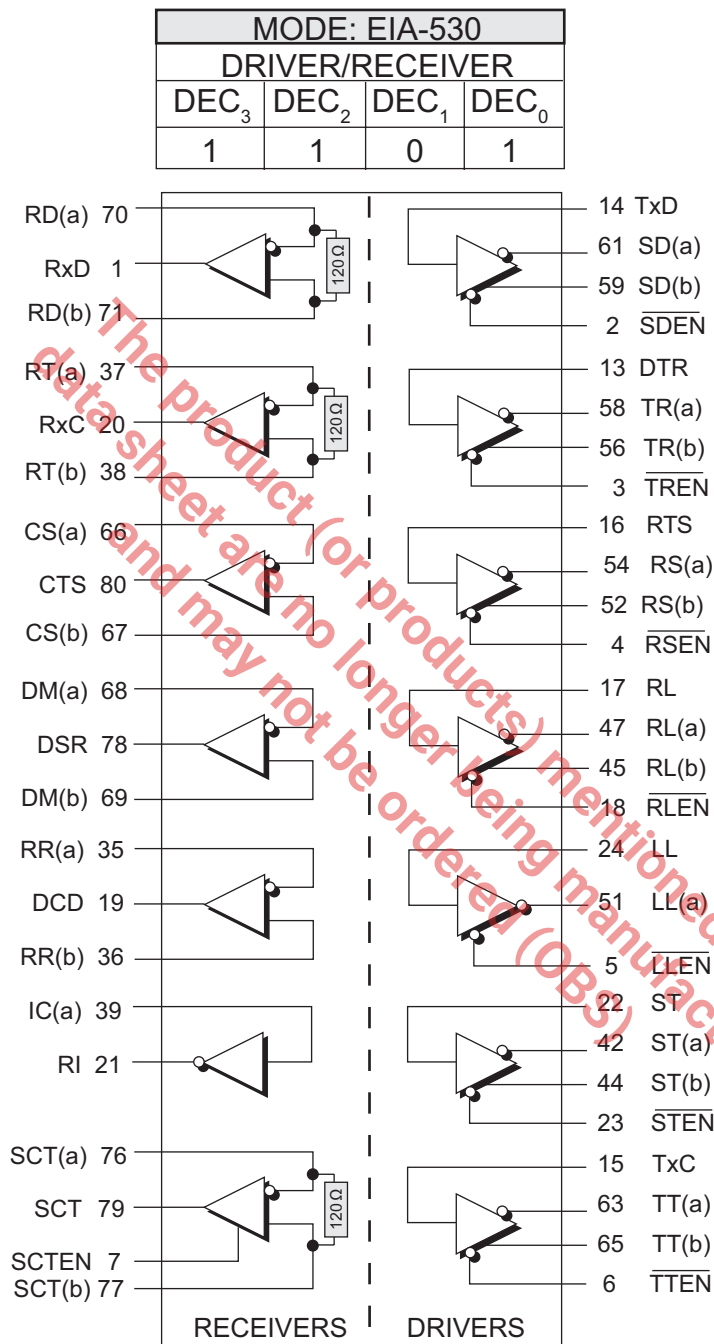 MODE: EIA-530
DRIVER/RECEIVER
DEC3 DEC2 DEC1 DEC0
1 1 0 1
RD(a) 70
RxD 1
RD(b) 71
120Ω
RT(a) 37
RxC 20
RT(b) 38
120Ω
CS(a) 66
CTS 80
CS(b) 67
DM(a) 68
DSR 78
DM(b) 69
RR(a) 35
DCD 19
RR(b) 36
IC(a) 39
RI 21
SCT(a) 76
SCT 79
SCTEN 7
SCT(b) 77
120Ω
RECEIVERS
14 TxD
61 SD(a)
59 SD(b)
2 SDEN
13 DTR
58 TR(a)
56 TR(b)
3 TREN
16 RTS
54 RS(a)
52 RS(b)
4 RSEN
17 RL
47 RL(a)
45 RL(b)
18 RLEN
24 LL
51 LL(a)
5 LLEN
22 ST
42 ST(a)
44 ST(b)
23 STEN
15 TxC
63 TT(a)
65 TT(b)
6 TTEN
DRIVERS
The product (or products) mentioned
data sheet are no longer being manufac
and may not be ordered (OBS)